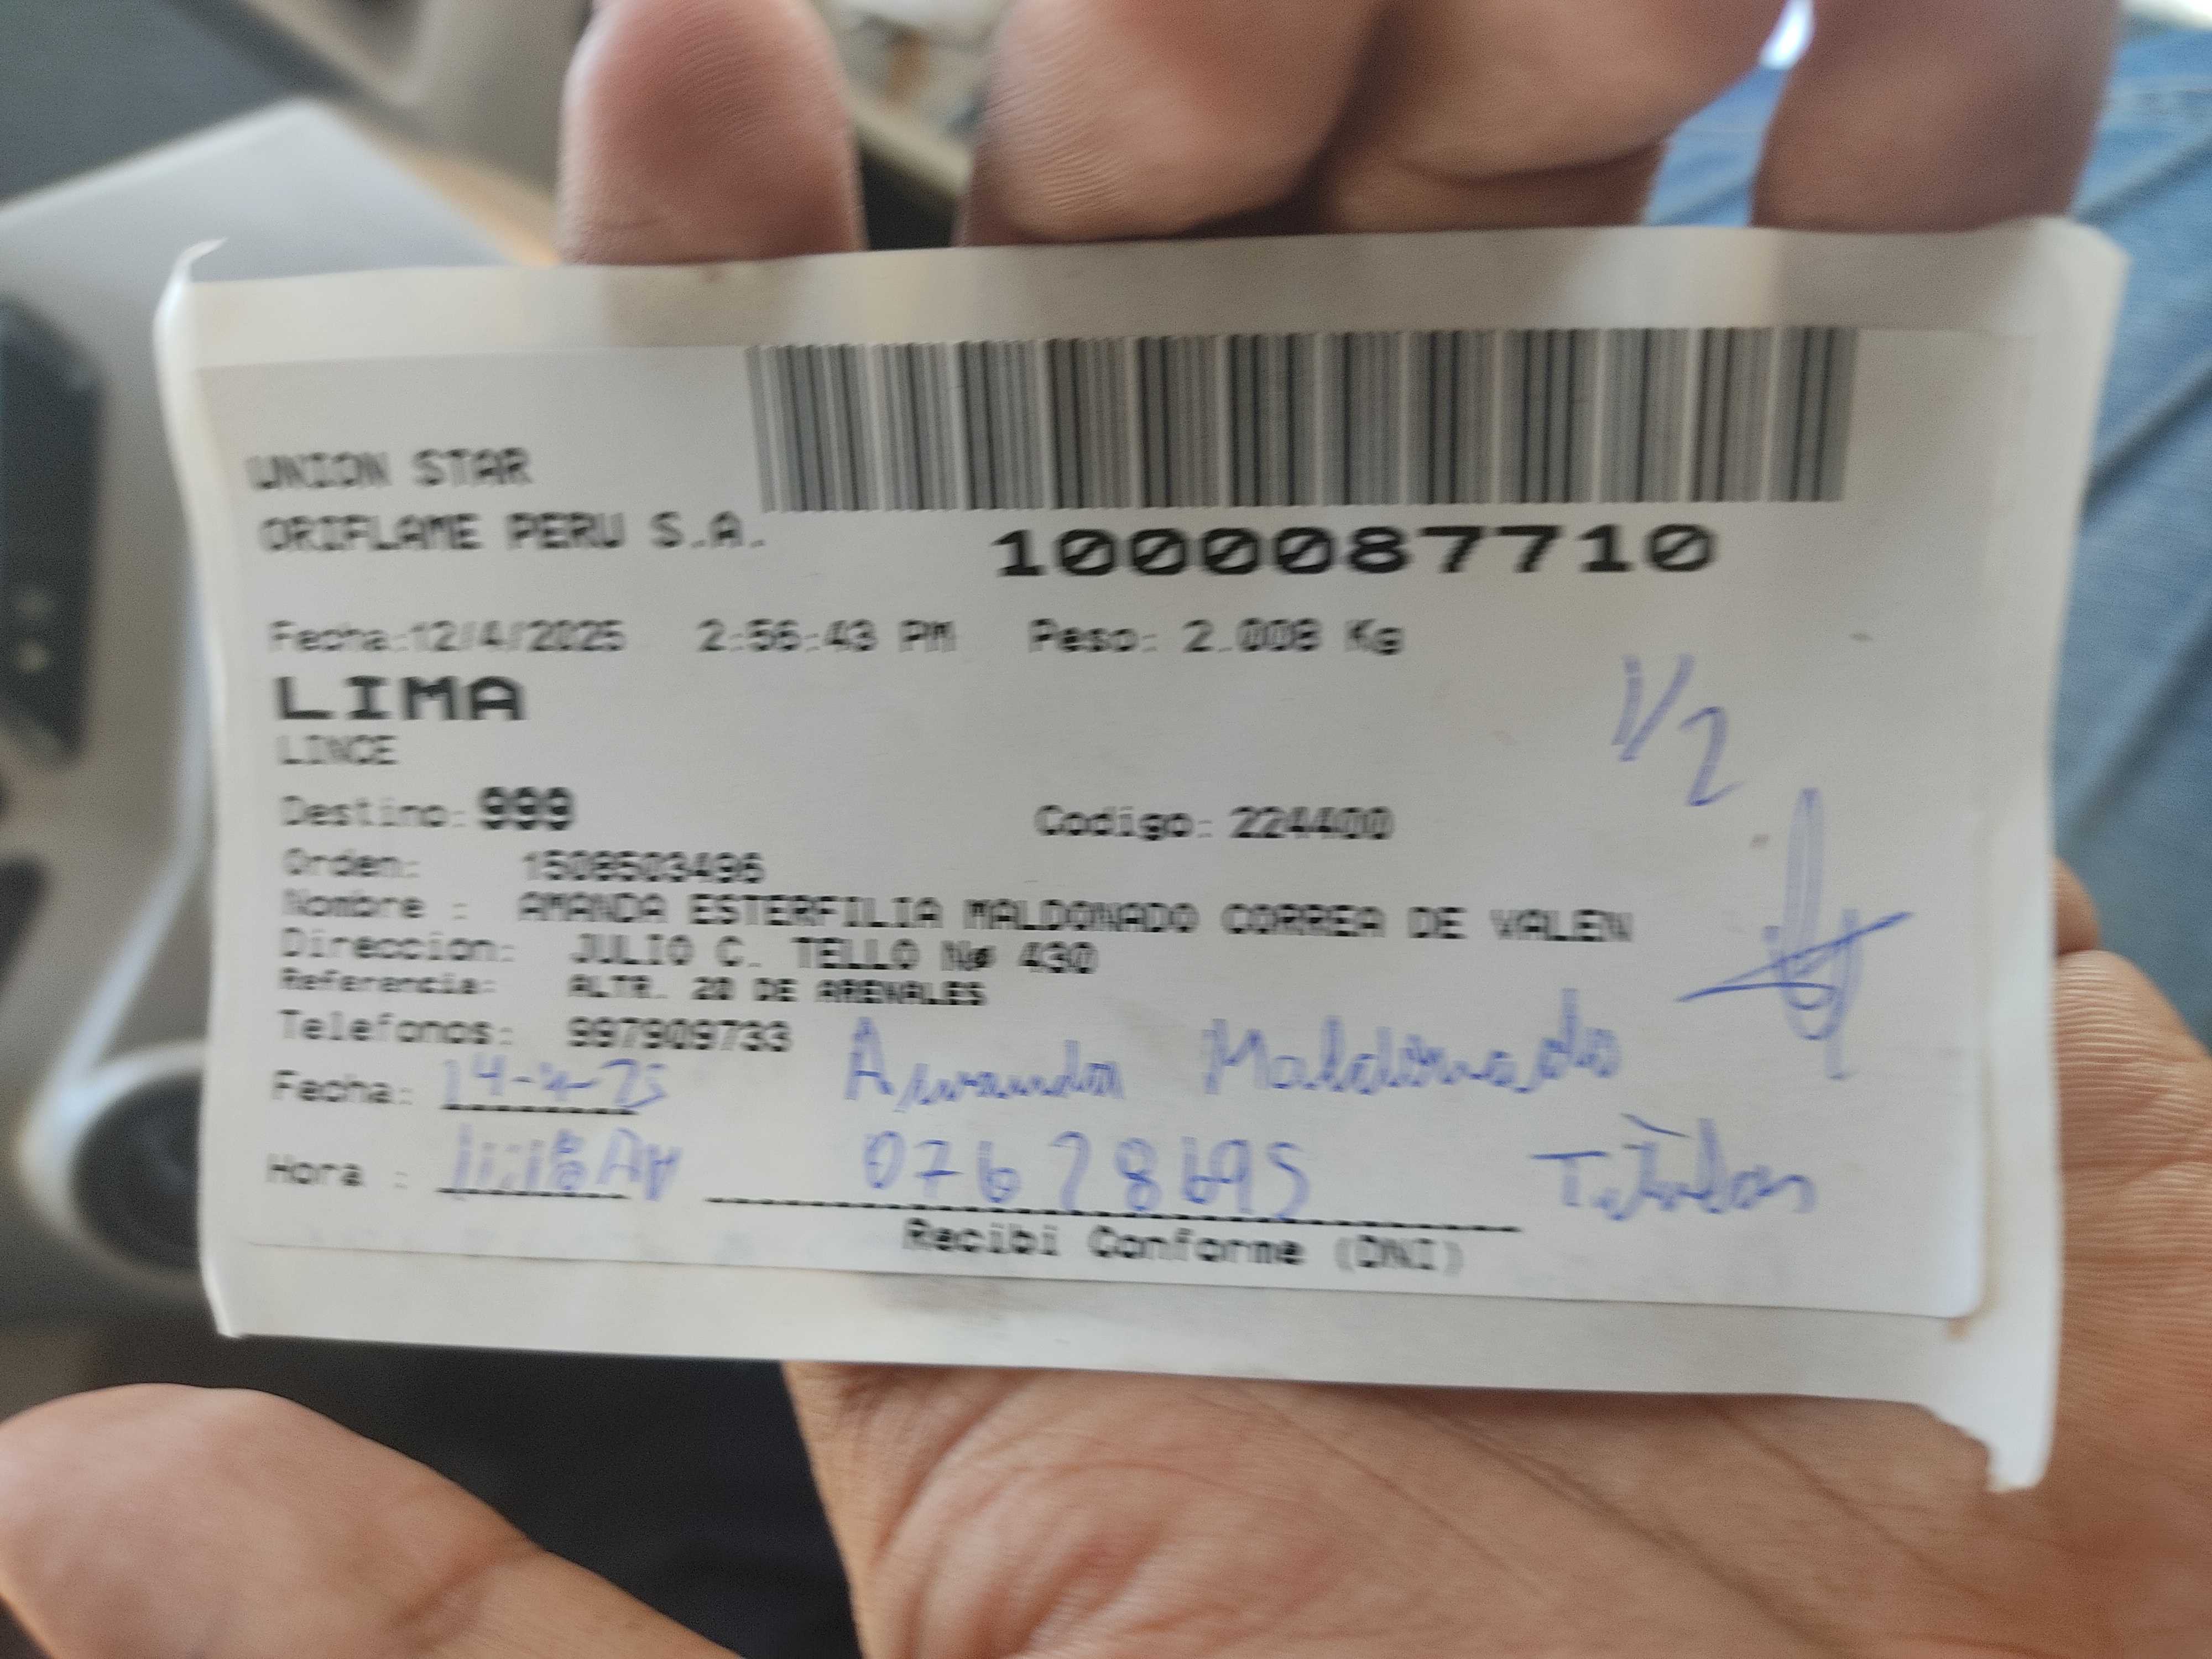 UNION STAR
ORIFLAME PERU S.A.
1000087710
Fecha:12/4/2025 2:56:43 PM Peso: 2.008 Kg
LIMA
LINCE
1/2
Destino: 999 Codigo: 224400
Orden: 1508503496
Nombre : AMANDA ESTERFILIA MALDONADO CORREA DE VALEN
Direccion: JULIO C. TELLO Nø 430
Referencia: ALTR. 20 DE ARENALES
Telefonos: 997909733 Amanda Maldonado
Fecha: 14-4-25
Hora : 07678695 Titular
Recibi Conforme (DNI)